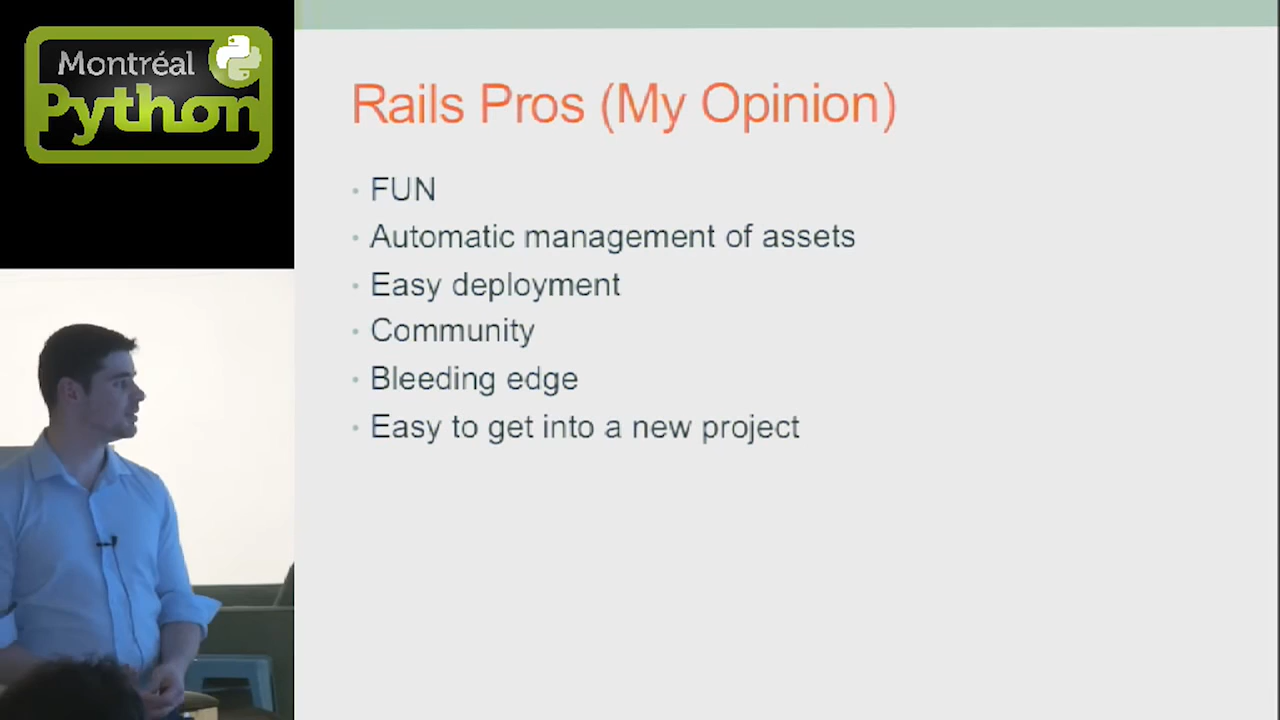 Montréal
Python
Rails Pros (My Opinion)
FUN
Automatic management of assets
Easy deployment
Community
Bleeding edge
Easy to get into a new project